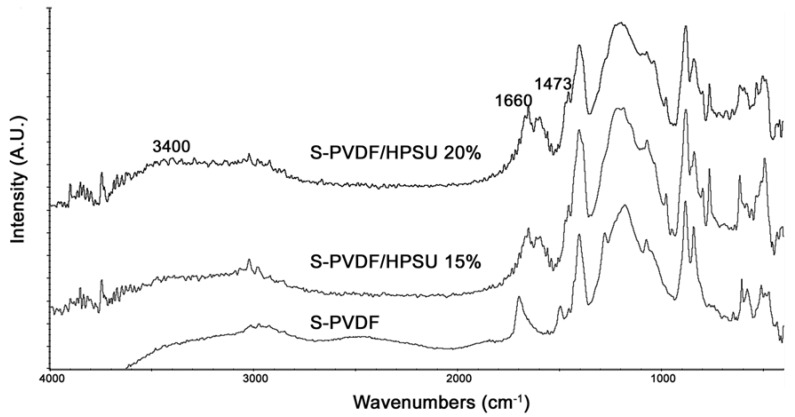 1473
1660
3400
S-PVDF/HPSU 20%
S-PVDF/HPSU 15%
S-PVDF
Intensity (A.U.)
4000 3000 2000 1000
Wavenumbers (cm-1)